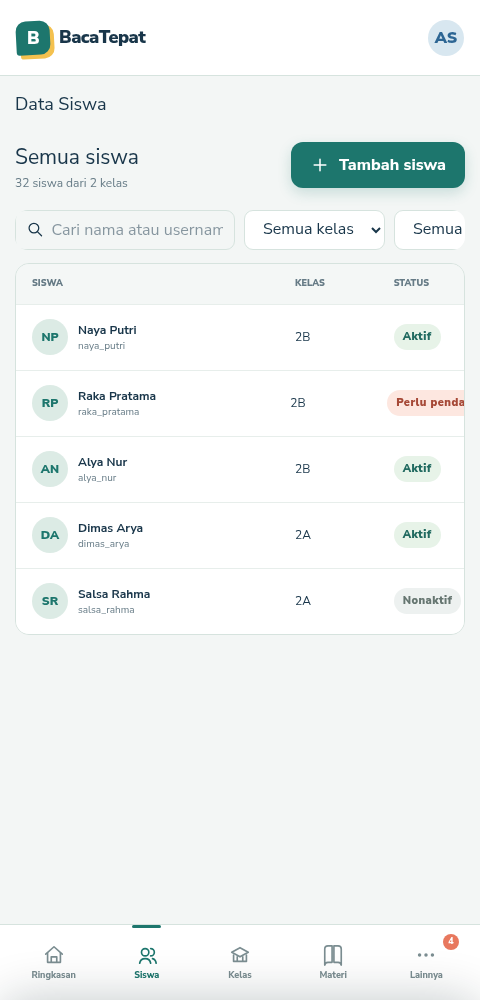 B BacaTepat
AS
Data Siswa
Semua siswa
32 siswa dari 2 kelas
Tambah siswa
Cari nama atau usernam
Semua kelas
Semua
SISWA KELAS STATUS
NP Naya Putri 2B Aktif
naya_putri
RP Raka Pratama 2B Perlu penda
raka_pratama
AN Alya Nur 2B Aktif
alya_nur
DA Dimas Arya 2A Aktif
dimas_arya
SR Salsa Rahma 2A Nonaktif
salsa_rahma
4
Ringkasan Siswa Kelas Materi Lainnya